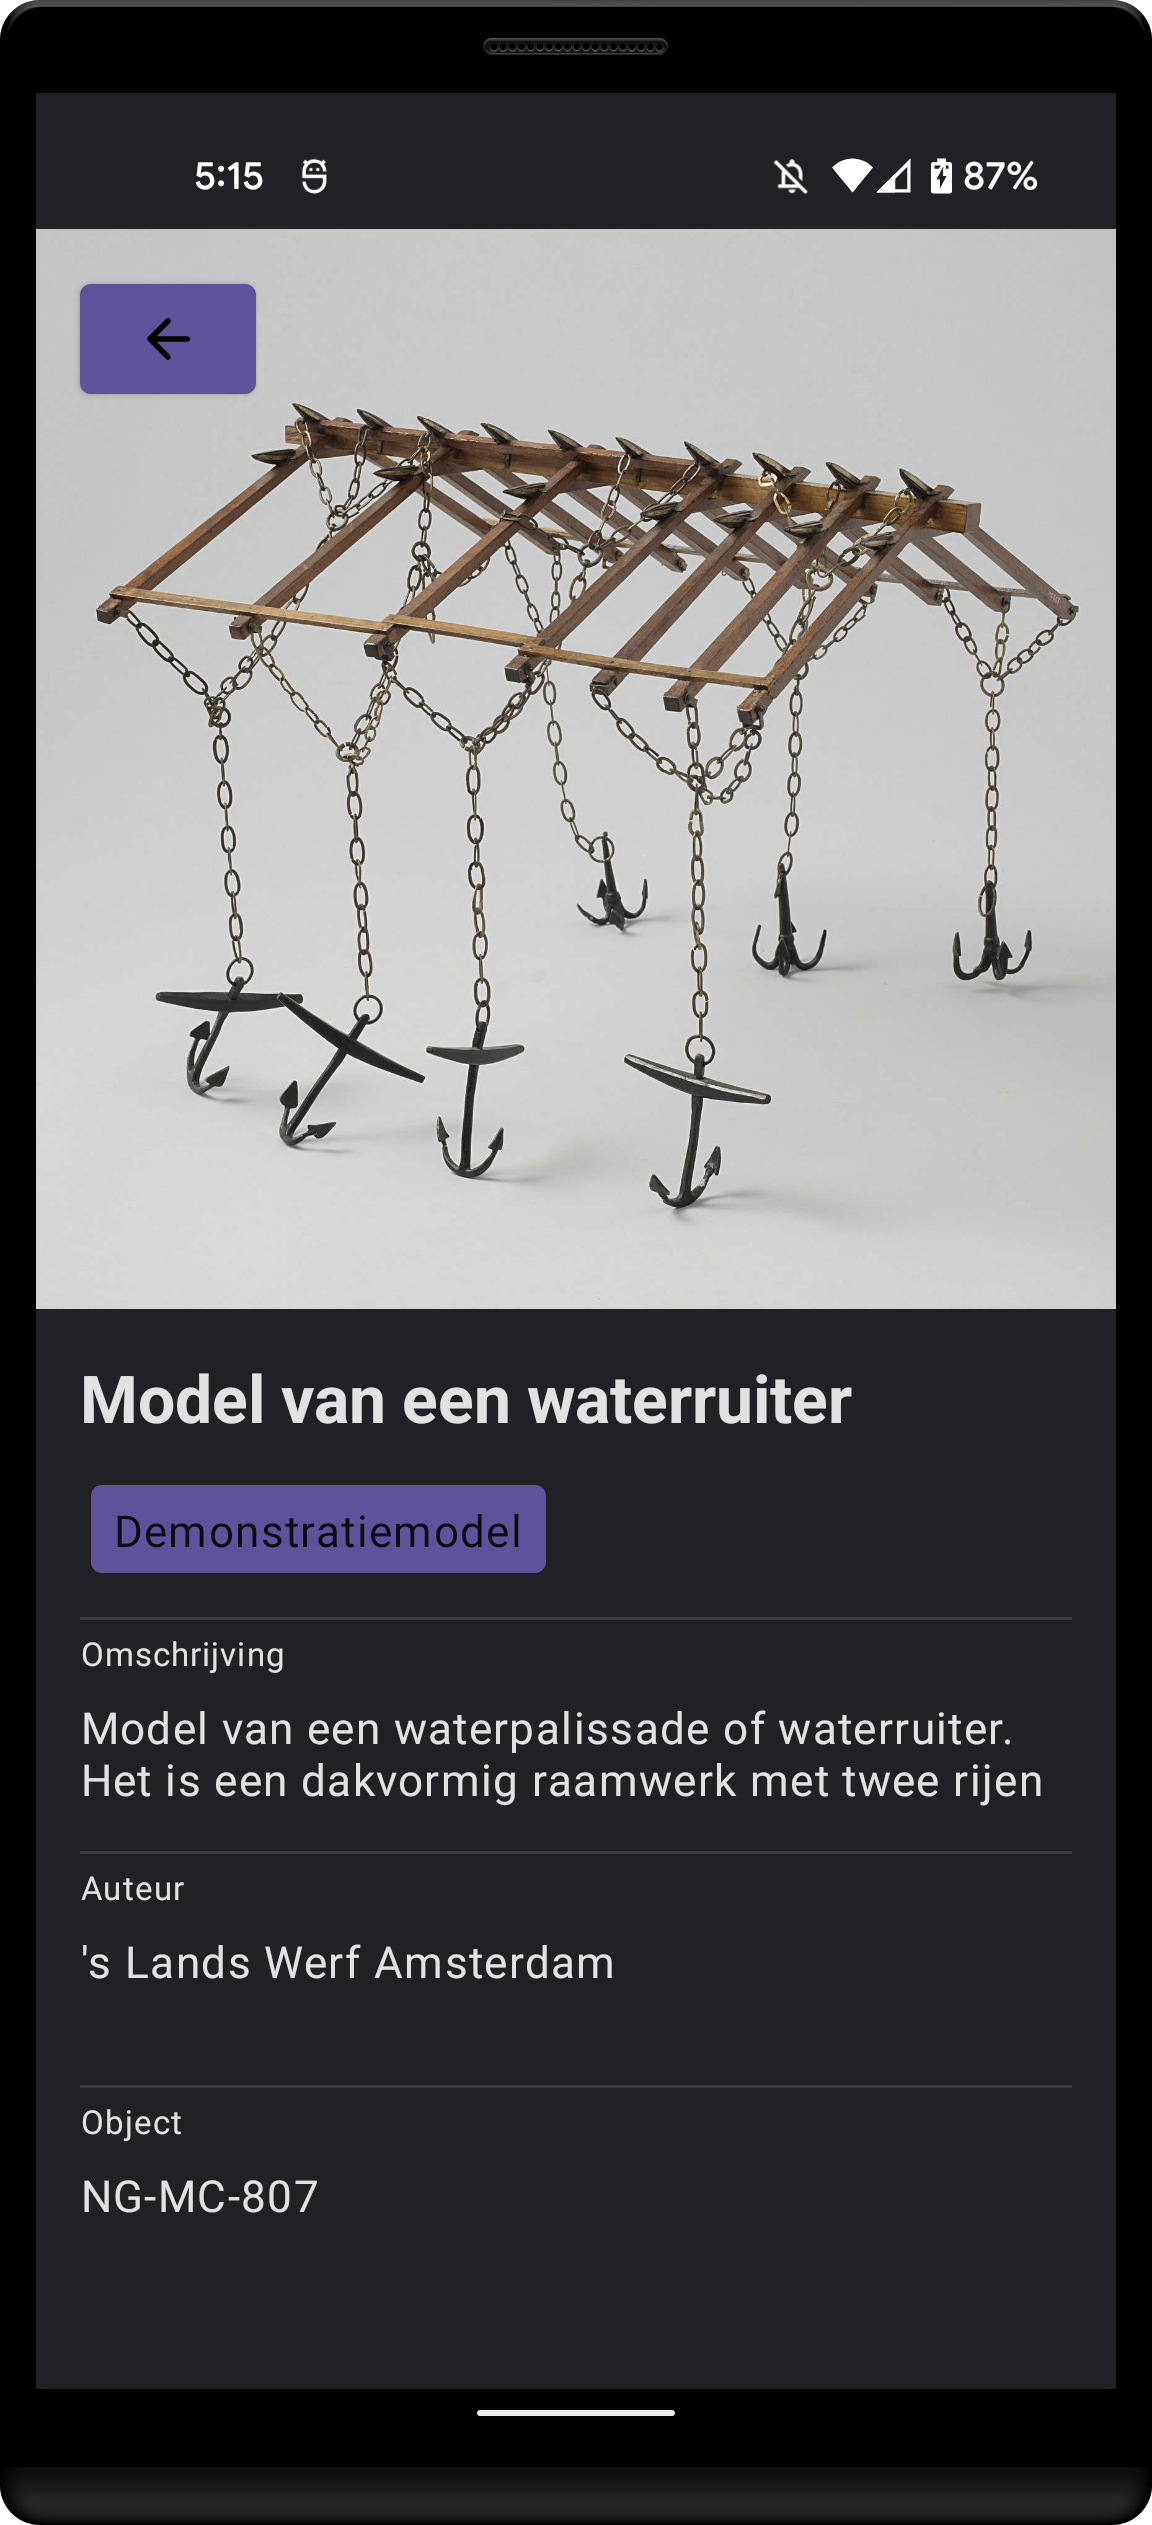 5:15
87%
Model van een waterruiter
Demonstratiemodel
Omschrijving
Model van een waterpalissade of waterruiter.
Het is een dakvormig raamwerk met twee rijen
Auteur
's Lands Werf Amsterdam
Object
NG-MC-807